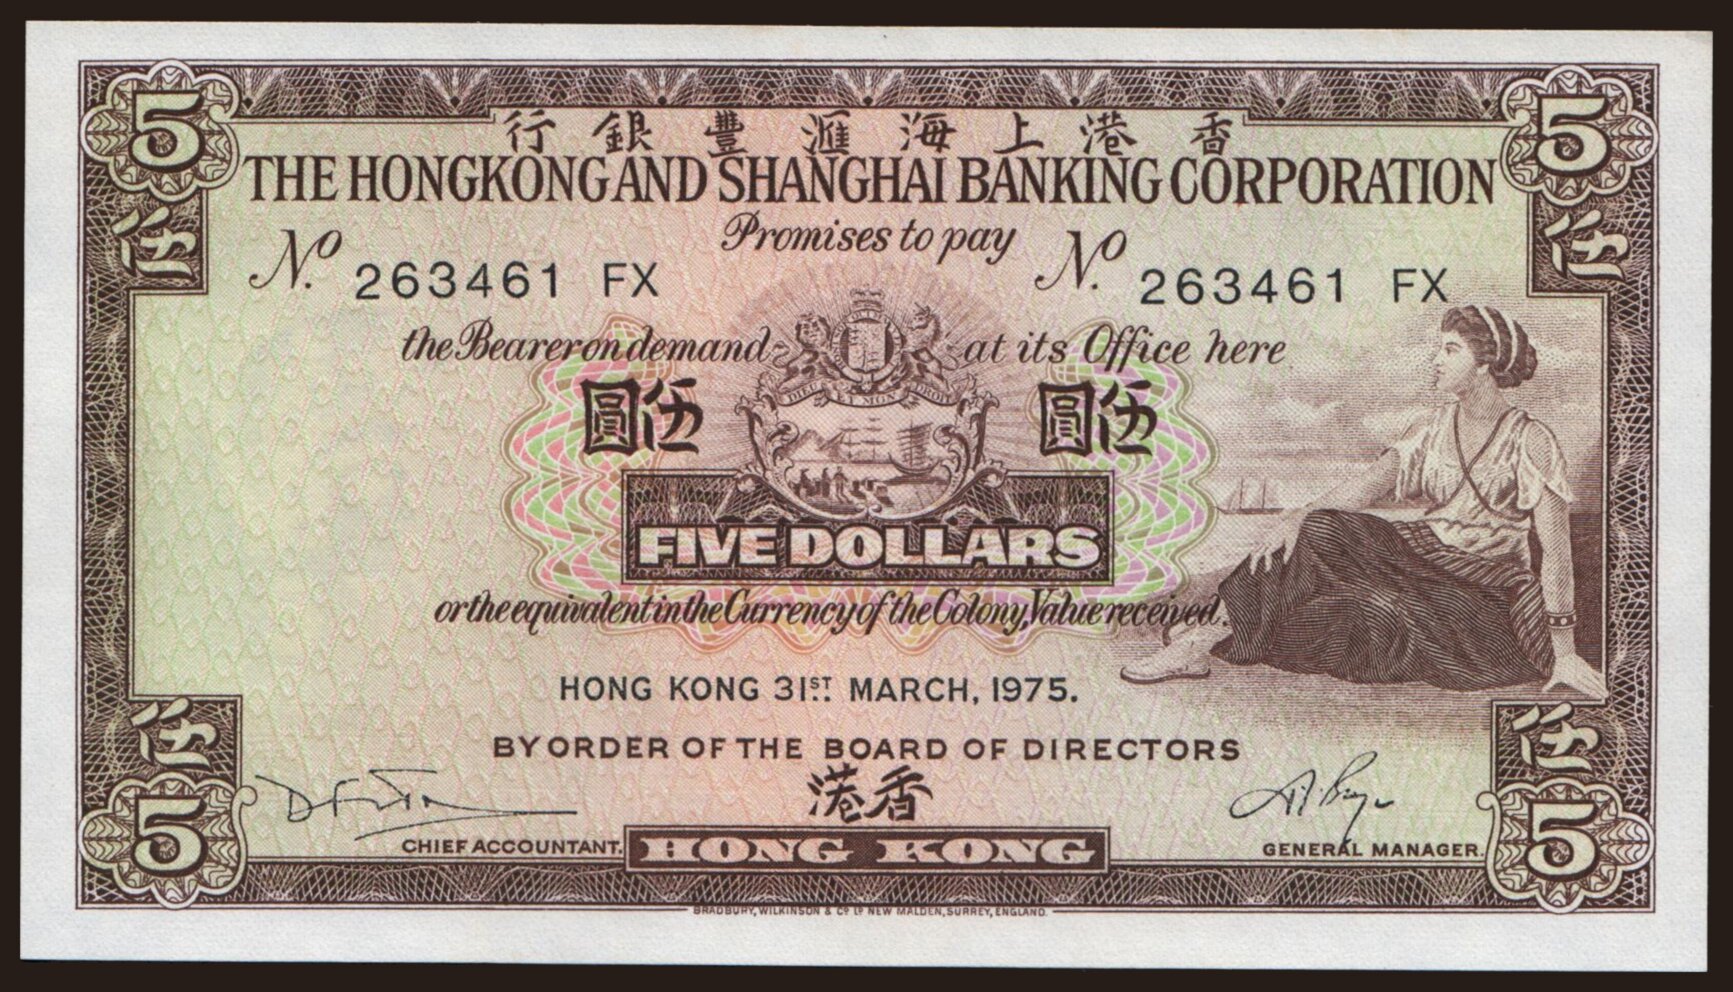 5 5
行銀豐滙海上港香
THE HONGKONG AND SHANGHAI BANKING CORPORATION
伍 伍
Promises to pay
No. 263461 FX No. 263461 FX
the Bearer on demand at its Office here
DIEU ET MON DROIT
圓伍 圓伍
FIVE DOLLARS
or the equivalent in the Currency of the Colony, Value received.
HONG KONG 31ST MARCH, 1975.
伍 伍
BY ORDER OF THE BOARD OF DIRECTORS
港香
5 5
CHIEF ACCOUNTANT. HONG KONG GENERAL MANAGER.
BRADBURY, WILKINSON & Co Ld NEW MALDEN, SURREY, ENGLAND.